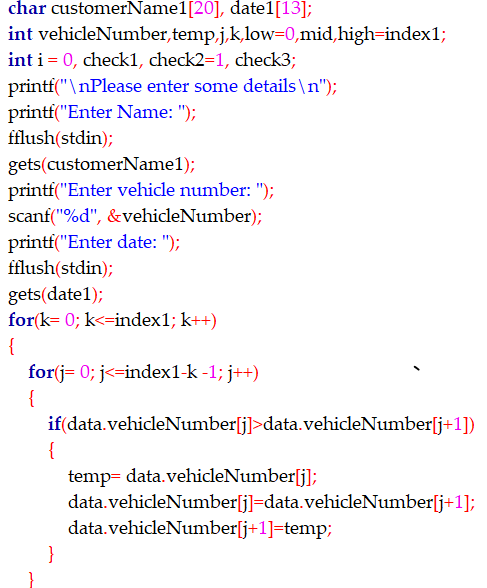 char customerName1[20], date1[13];
int vehicleNumber,temp,j,k,low=0,mid,high=index1;
int i = 0, check1, check2=1, check3;
printf("\nPlease enter some details\n");
printf("Enter Name: ");
fflush(stdin);
gets(customerName1);
printf("Enter vehicle number: ");
scanf("%d", &vehicleNumber);
printf("Enter date: ");
fflush(stdin);
gets(date1);
for(k= 0; k<=index1; k++)
{
for(j= 0; j<=index1-k -1; j++)
{
if(data.vehicleNumber[j]>data.vehicleNumber[j+1])
{
temp= data.vehicleNumber[j];
data.vehicleNumber[j]=data.vehicleNumber[j+1];
data.vehicleNumber[j+1]=temp;
}
}